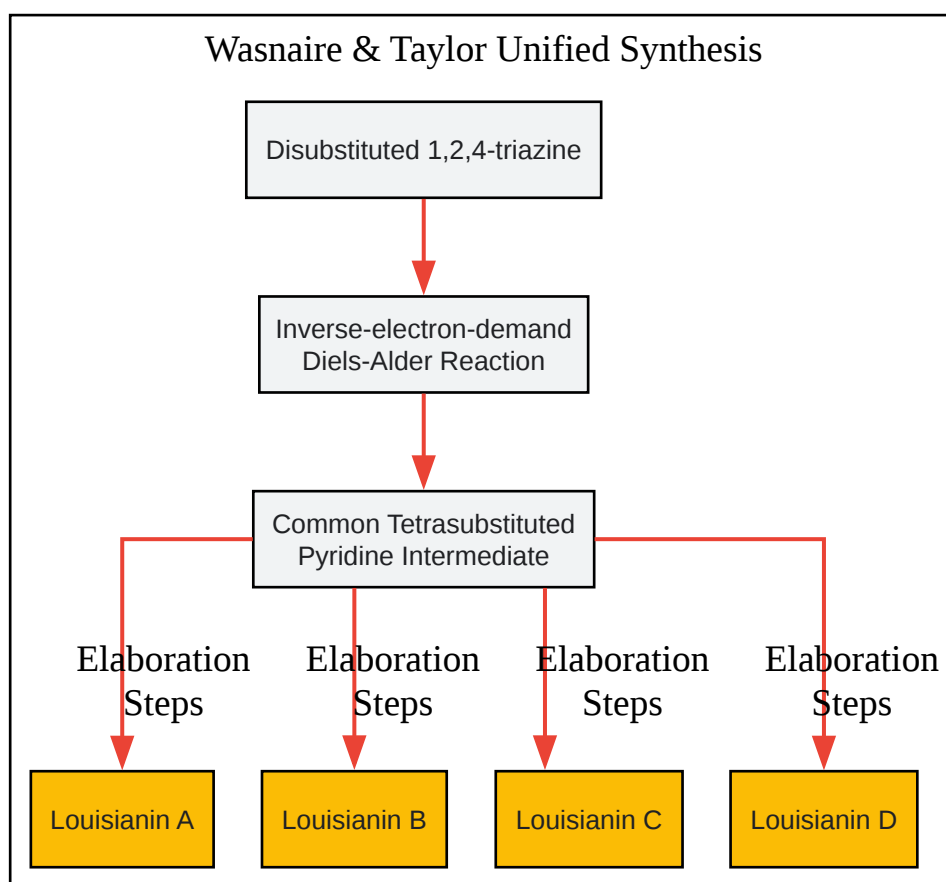 Wasnaire & Taylor Unified Synthesis
Disubstituted 1,2,4-triazine
Inverse-electron-demand
Diels-Alder Reaction
Common Tetrasubstituted
Pyridine Intermediate
Elaboration
Steps
Elaboration
Steps
Elaboration
Steps
Elaboration
Steps
Louisianin A
Louisianin B
Louisianin C
Louisianin D